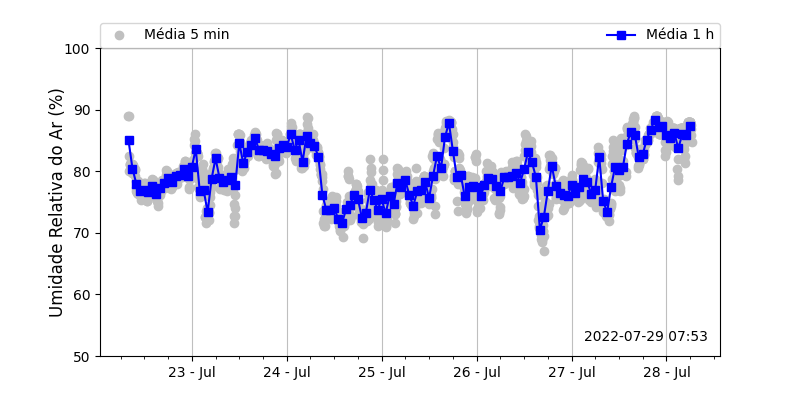 Média 5 min
Média 1 h
Umidade Relativa do Ar (%)
100
90
80
70
60
50
2022-07-29 07:53
23 - Jul
24 - Jul
25 - Jul
26 - Jul
27 - Jul
28 - Jul